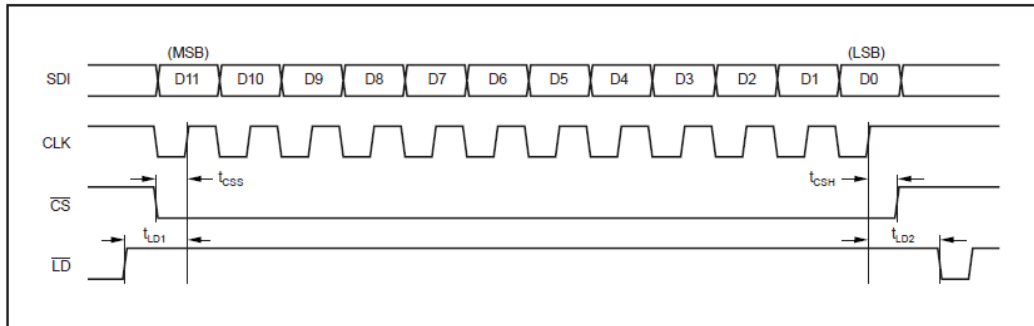 (MSB) (LSB)
SDI D11 D10 D9 D8 D7 D6 D5 D4 D3 D2 D1 D0
CLK
tCSS tCSH
CS
tLD1 tLD2
LD